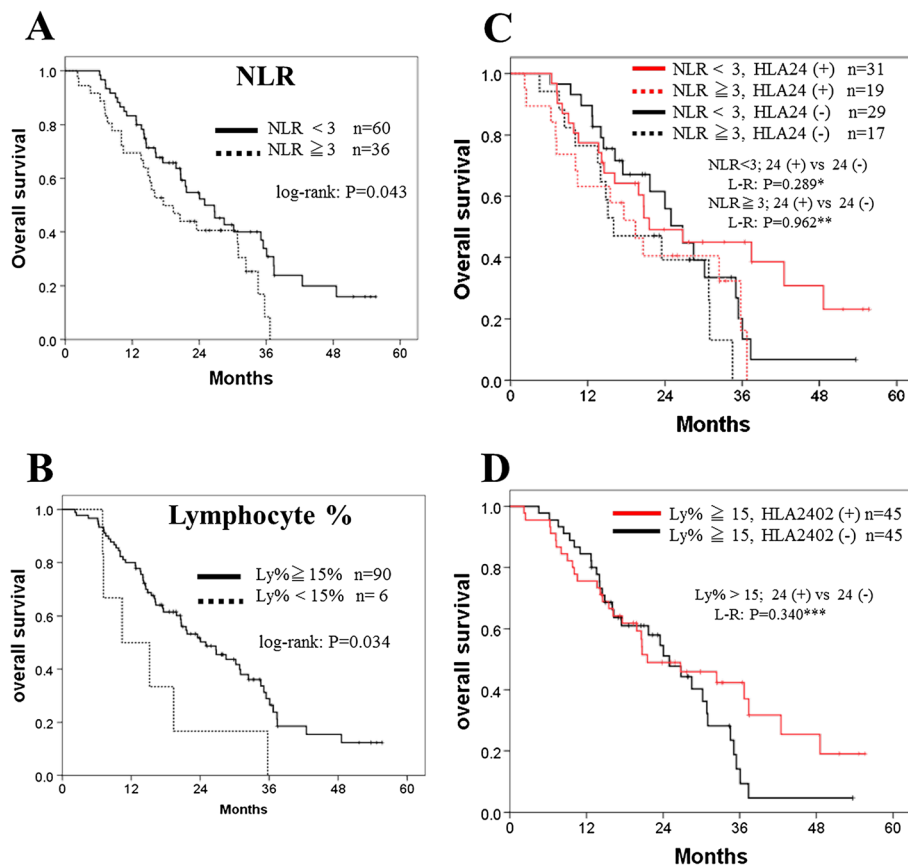 A
NLR
NLR < 3 n=60
NLR ≧ 3 n=36
log-rank: P=0.043
Overall survival
1.0
0.8
0.6
0.4
0.2
0.0
0 12 24 36 48 60
Months
C
NLR < 3, HLA24 (+) n=31
NLR ≧ 3, HLA24 (+) n=19
NLR < 3, HLA24 (-) n=29
NLR ≧ 3, HLA24 (-) n=17
NLR<3; 24 (+) vs 24 (-)
L-R: P=0.289*
NLR≧ 3; 24 (+) vs 24 (-)
L-R: P=0.962**
Overall survival
1.0
0.8
0.6
0.4
0.2
0.0
0 12 24 36 48 60
Months
B
Lymphocyte %
Ly%≧15% n=90
Ly% < 15% n= 6
log-rank: P=0.034
overall survival
1.0
0.8
0.6
0.4
0.2
0.0
0 12 24 36 48 60
Months
D
Ly% ≧ 15, HLA2402 (+) n=45
Ly% ≧ 15, HLA2402 (-) n=45
Ly% > 15; 24 (+) vs 24 (-)
L-R: P=0.340***
overall survival
1.0
0.8
0.6
0.4
0.2
0.0
0 12 24 36 48 60
Months